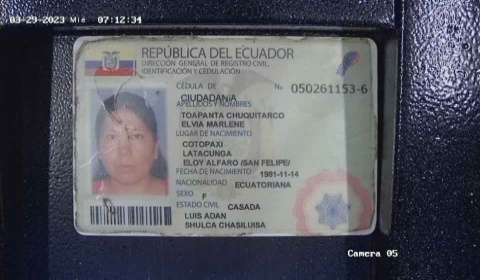 03-29-2023 Mié 07:12:34
REPÚBLICA DEL ECUADOR
DIRECCIÓN GENERAL DE REGISTRO CIVIL,
IDENTIFICACIÓN Y CEDULACIÓN
CÉDULA DE No 050261153-6
CIUDADANÍA
APELLIDOS Y NOMBRES
TOAPANTA CHUQUITARCO
ELVIA MARLENE
LUGAR DE NACIMIENTO
COTOPAXI
LATACUNGA
ELOY ALFARO /SAN FELIPE/
FECHA DE NACIMIENTO 1981-11-14
NACIONALIDAD ECUATORIANA
SEXO F
ESTADO CIVIL CASADA
LUIS ADAN
SHULCA CHASILUISA
Camera 05